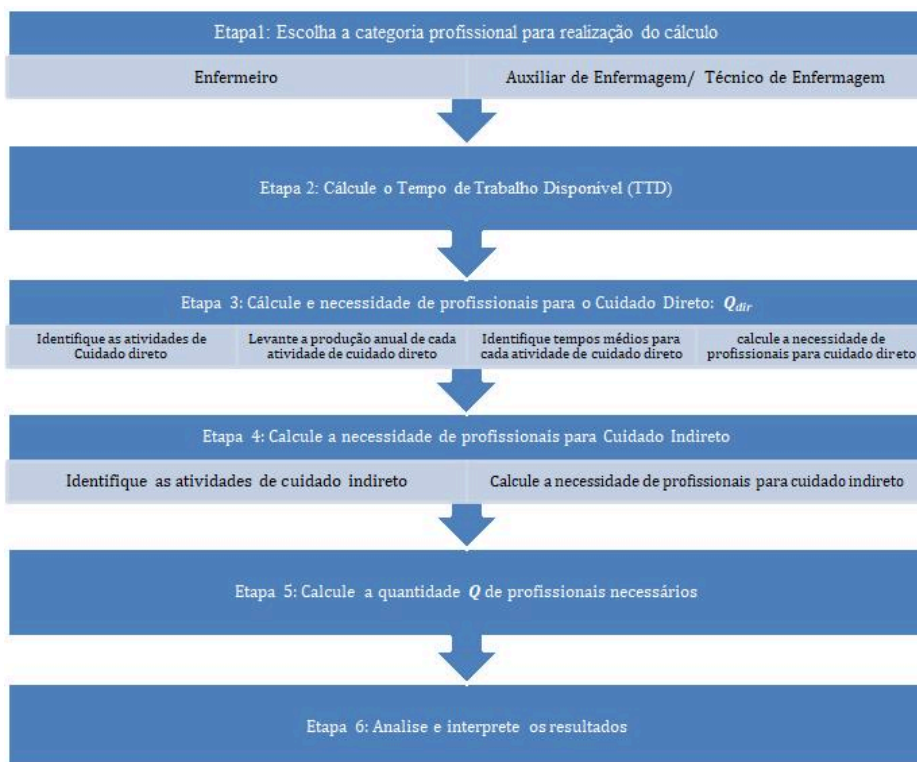 Etapa1: Escolha a categoria profissional para realização do cálculo
Enfermeiro
Auxiliar de Enfermagem/ Técnico de Enfermagem
Etapa 2: Cálcule o Tempo de Trabalho Disponível (TTD)
Etapa 3: Cálcule e necessidade de profissionais para o Cuidado Direto: Qdir
Identifique as atividades de
Cuidado direto
Levante a produção anual de cada
atividade de cuidado direto
Identifique tempos médios para
cada atividade de cuidado direto
calcule a necessidade de
profissionais para cuidado direto
Etapa 4: Calcule a necessidade de profissionais para Cuidado Indireto
Identifique as atividades de cuidado indireto
Calcule a necessidade de profissionais para cuidado indireto
Etapa 5: Calcule a quantidade Q de profissionais necessários
Etapa 6: Analise e interprete os resultados